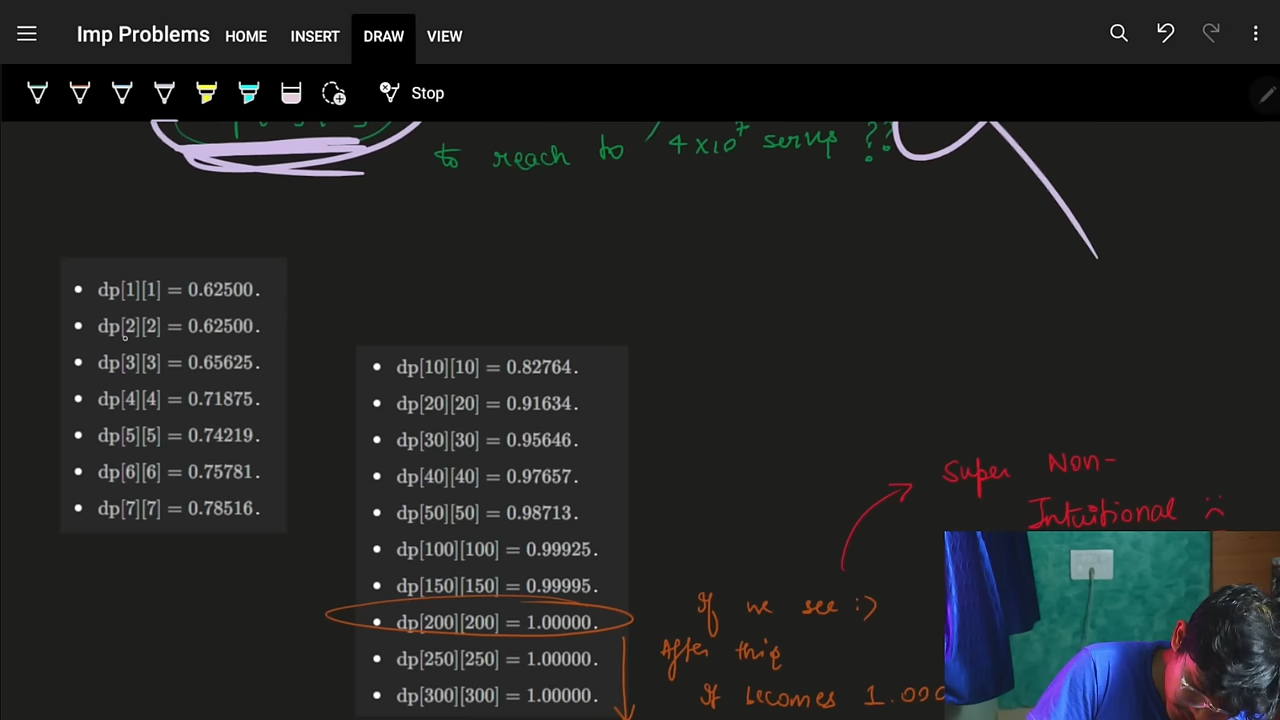 Imp Problems HOME INSERT DRAW VIEW
Stop
to reach to 4x10^7 servings ??
dp[1][1] = 0.62500.
dp[2][2] = 0.62500.
dp[3][3] = 0.65625.
dp[4][4] = 0.71875.
dp[5][5] = 0.74219.
dp[6][6] = 0.75781.
dp[7][7] = 0.78516.
dp[10][10] = 0.82764.
dp[20][20] = 0.91634.
dp[30][30] = 0.95646.
dp[40][40] = 0.97657.
dp[50][50] = 0.98713.
dp[100][100] = 0.99925.
dp[150][150] = 0.99995.
dp[200][200] = 1.00000.
dp[250][250] = 1.00000.
dp[300][300] = 1.00000.
Super Non-
Intuitional :(
If we see :)
After this
It becomes 1.000